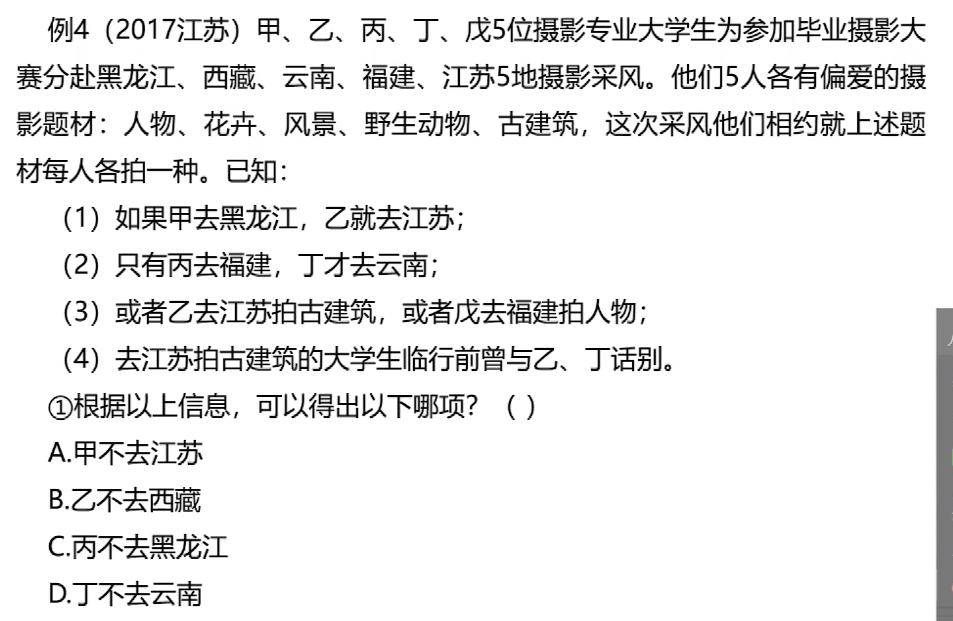 例4（2017江苏）甲、乙、丙、丁、戊5位摄影专业大学生为参加毕业摄影大
赛分赴黑龙江、西藏、云南、福建、江苏5地摄影采风。他们5人各有偏爱的摄
影题材：人物、花卉、风景、野生动物、古建筑，这次采风他们相约就上述题
材每人各拍一种。已知：
（1）如果甲去黑龙江，乙就去江苏；
（2）只有丙去福建，丁才去云南；
（3）或者乙去江苏拍古建筑，或者戊去福建拍人物；
（4）去江苏拍古建筑的大学生临行前曾与乙、丁话别。
①根据以上信息，可以得出以下哪项？（ ）
A.甲不去江苏
B.乙不去西藏
C.丙不去黑龙江
D.丁不去云南